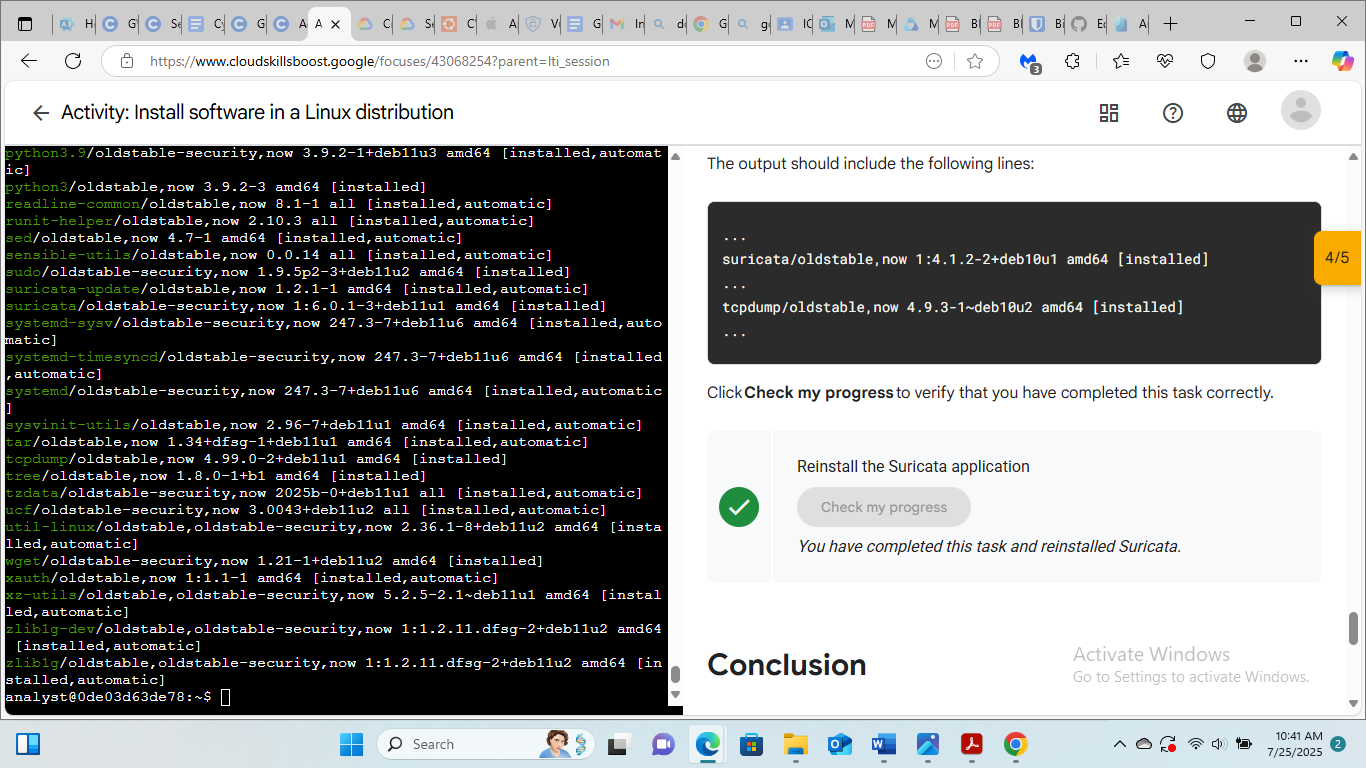 https://www.cloudskillsboost.google/focuses/43068254?parent=lti_session
3
Activity: Install software in a Linux distribution
python3.9/oldstable-security,now 3.9.2-1+deb11u3 amd64 [installed,automat
ic]
python3/oldstable,now 3.9.2-3 amd64 [installed]
readline-common/oldstable,now 8.1-1 all [installed,automatic]
runit-helper/oldstable,now 2.10.3 all [installed,automatic]
sed/oldstable,now 4.7-1 amd64 [installed,automatic]
sensible-utils/oldstable,now 0.0.14 all [installed,automatic]
sudo/oldstable-security,now 1.9.5p2-3+deb11u2 amd64 [installed]
suricata-update/oldstable,now 1.2.1-1 amd64 [installed,automatic]
suricata/oldstable-security,now 1:6.0.1-3+deb11u1 amd64 [installed]
systemd-sysv/oldstable-security,now 247.3-7+deb11u6 amd64 [installed,auto
matic]
systemd-timesyncd/oldstable-security,now 247.3-7+deb11u6 amd64 [installed
,automatic]
systemd/oldstable-security,now 247.3-7+deb11u6 amd64 [installed,automatic
]
sysvinit-utils/oldstable,now 2.96-7+deb11u1 amd64 [installed,automatic]
tar/oldstable,now 1.34+dfsg-1+deb11u1 amd64 [installed,automatic]
tcpdump/oldstable,now 4.99.0-2+deb11u1 amd64 [installed]
tree/oldstable,now 1.8.0-1+b1 amd64 [installed]
tzdata/oldstable-security,now 2025b-0+deb11u1 all [installed,automatic]
ucf/oldstable-security,now 3.0043+deb11u2 all [installed,automatic]
util-linux/oldstable,oldstable-security,now 2.36.1-8+deb11u2 amd64 [insta
lled,automatic]
wget/oldstable-security,now 1.21-1+deb11u2 amd64 [installed]
xauth/oldstable,now 1:1.1-1 amd64 [installed,automatic]
xz-utils/oldstable,oldstable-security,now 5.2.5-2.1~deb11u1 amd64 [instal
led,automatic]
zlib1g-dev/oldstable,oldstable-security,now 1:1.2.11.dfsg-2+deb11u2 amd64
[installed,automatic]
zlib1g/oldstable,oldstable-security,now 1:1.2.11.dfsg-2+deb11u2 amd64 [in
stalled,automatic]
analyst@0de03d63de78:~$
The output should include the following lines:
...
suricata/oldstable,now 1:4.1.2-2+deb10u1 amd64 [installed]
...
tcpdump/oldstable,now 4.9.3-1~deb10u2 amd64 [installed]
...
4/5
Click Check my progress to verify that you have completed this task correctly.
Reinstall the Suricata application
Check my progress
You have completed this task and reinstalled Suricata.
Conclusion
Activate Windows
Go to Settings to activate Windows.
Search
10:41 AM
7/25/2025
2